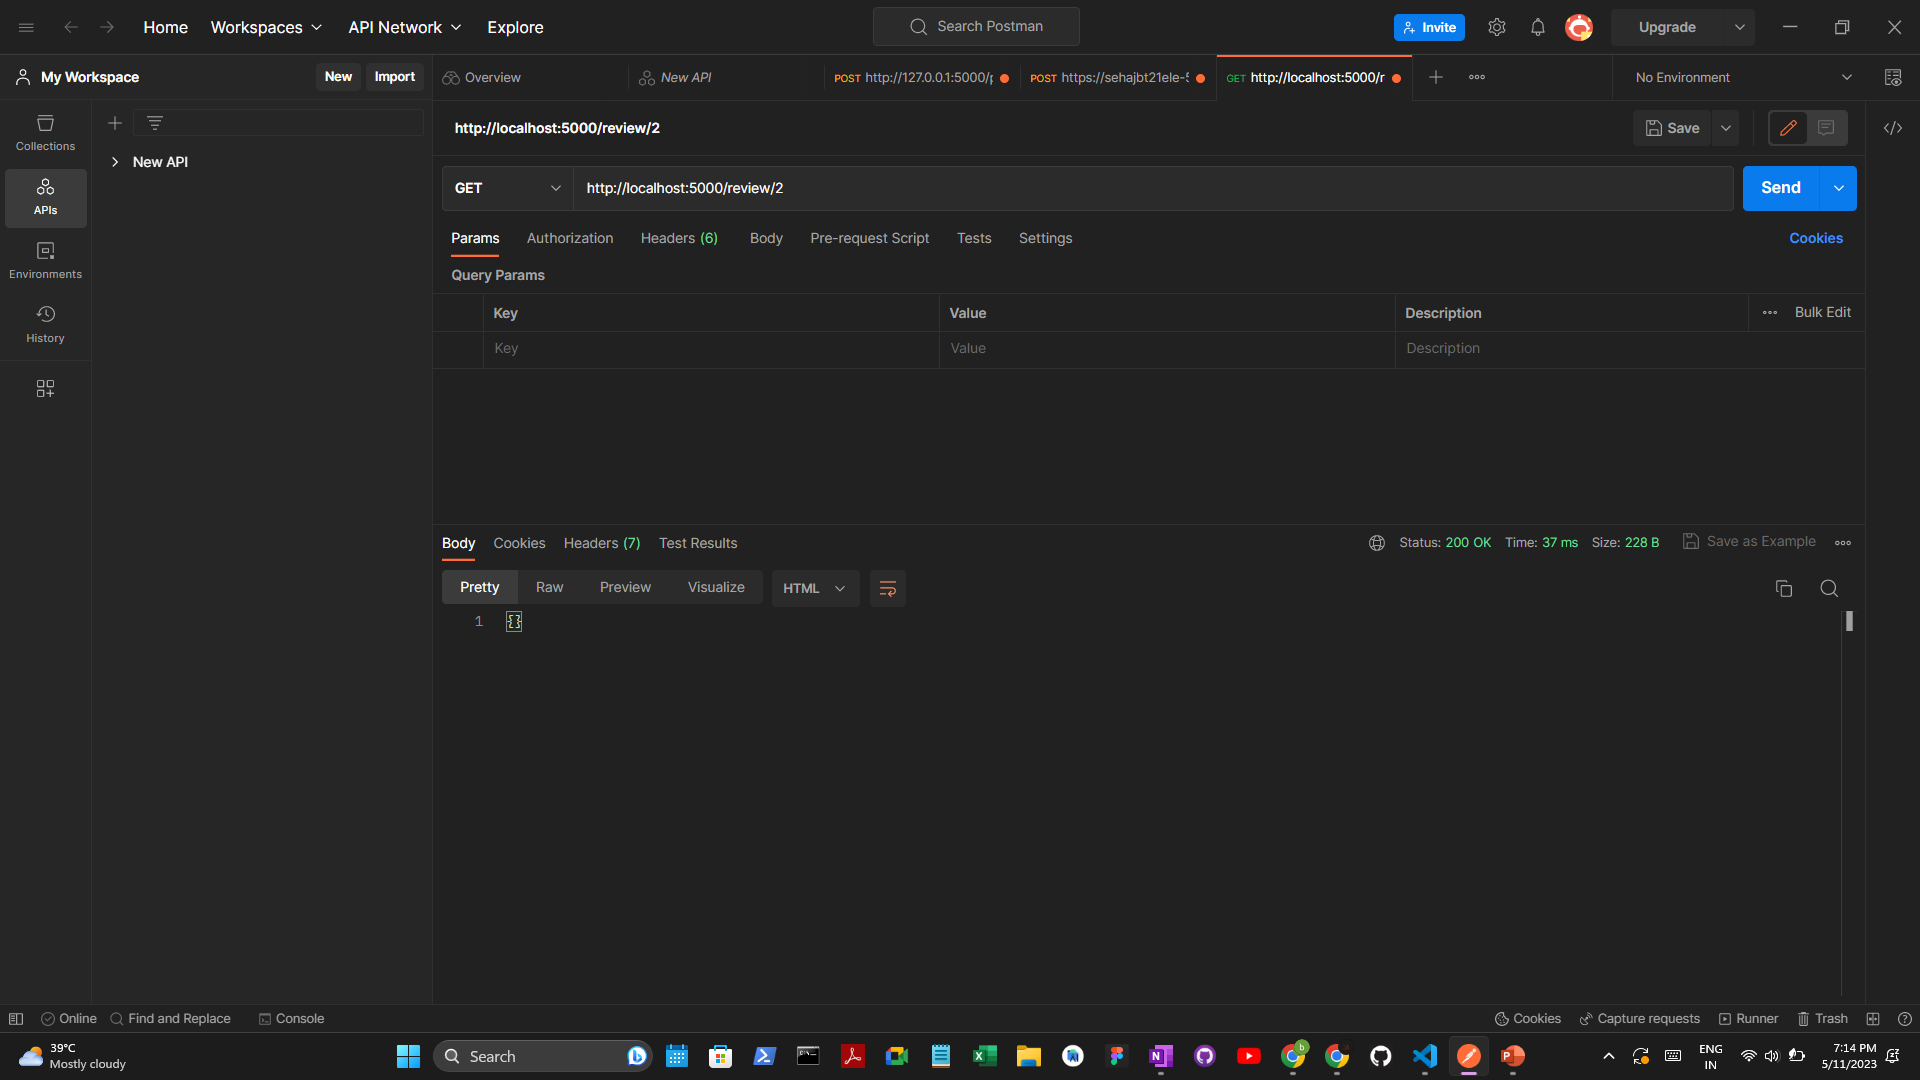 Home
Workspaces
API Network
Explore
Search Postman
Invite
Upgrade
My Workspace
New
Import
Overview
New API
POST http://127.0.0.1:5000/
POST https://sehajbt21ele-5
GET http://localhost:5000/r
No Environment
Collections
APIs
Environments
History
New API
http://localhost:5000/review/2
Save
GET
http://localhost:5000/review/2
Send
Params
Authorization
Headers (6)
Body
Pre-request Script
Tests
Settings
Cookies
Query Params
Key
Value
Description
Bulk Edit
Key
Value
Description
Body
Cookies
Headers (7)
Test Results
Status: 200 OK
Time: 37 ms
Size: 228 B
Save as Example
Pretty
Raw
Preview
Visualize
HTML
1
{}
Online
Find and Replace
Console
Cookies
Capture requests
Runner
Trash
39°C
Mostly cloudy
Search
ENG
IN
7:14 PM
5/11/2023